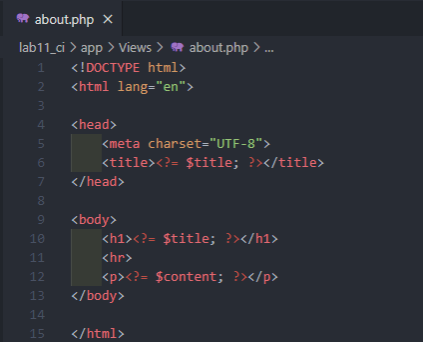 about.php ×
lab11_ci > app > Views > about.php > ...
1 <!DOCTYPE html>
2 <html lang="en">
3
4 <head>
5 <meta charset="UTF-8">
6 <title><?= $title; ?></title>
7 </head>
8
9 <body>
10 <h1><?= $title; ?></h1>
11 <hr>
12 <p><?= $content; ?></p>
13 </body>
14
15 </html>